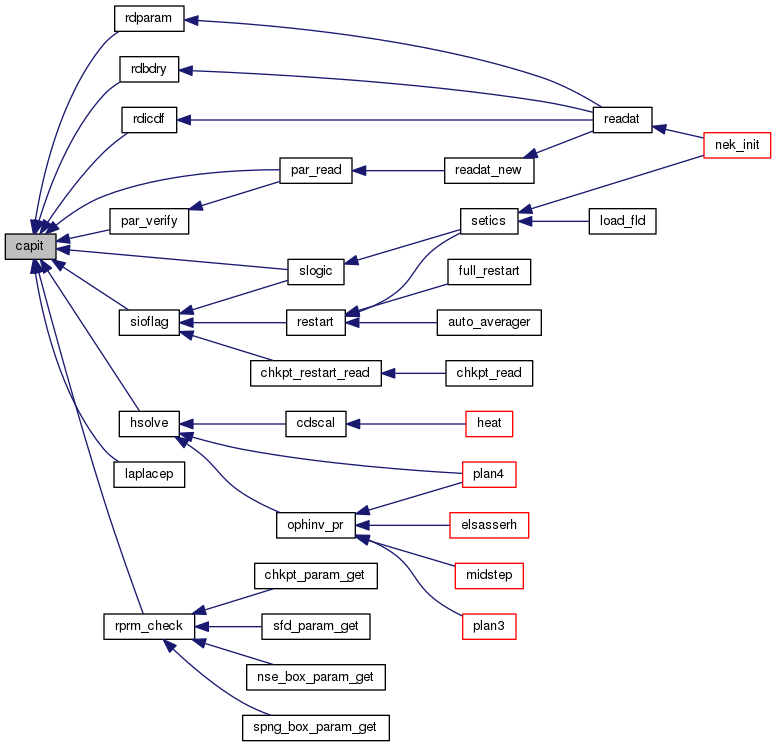 rdparam
rdbdry
rdicdf
readat
nek_init
par_read
readat_new
par_verify
setics
load_fld
capit
slogic
full_restart
sioflag
restart
auto_averager
chkpt_restart_read
chkpt_read
hsolve
cdscal
heat
laplacep
plan4
ophinv_pr
elsasserh
chkpt_param_get
midstep
rprm_check
sfd_param_get
plan3
nse_box_param_get
spng_box_param_get